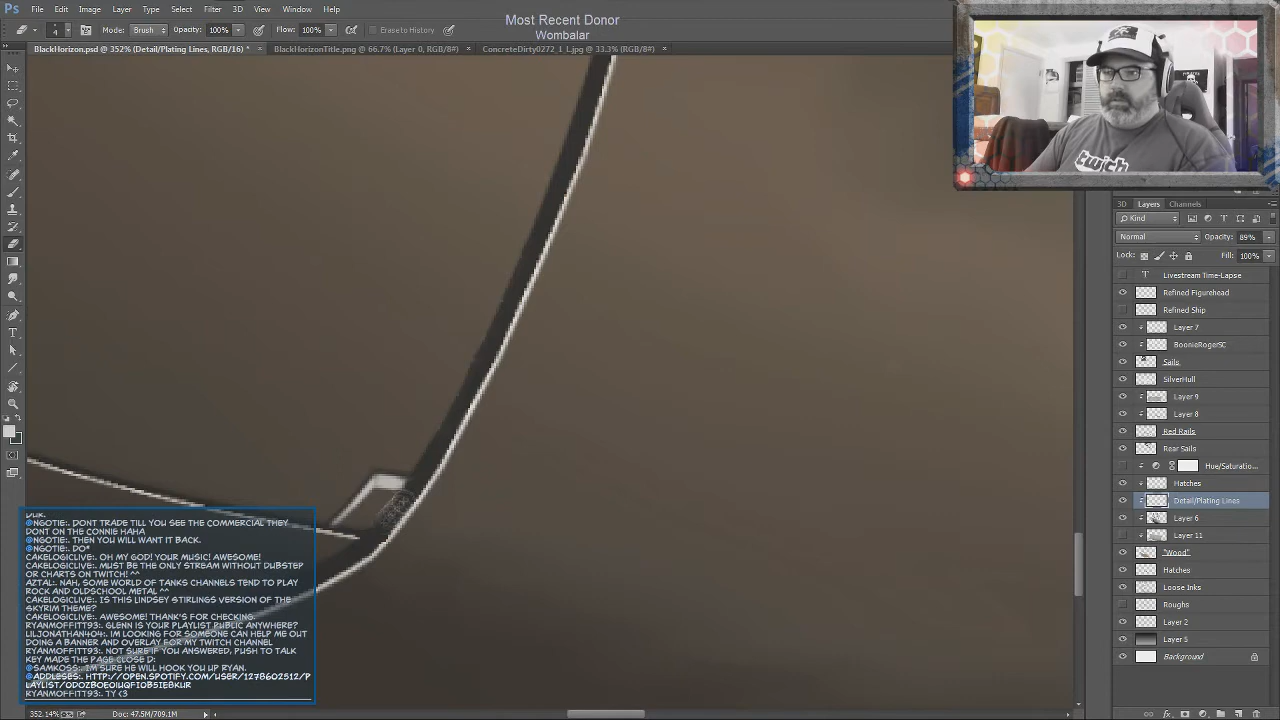 Most Recent Donor
Wombalar
Ps File Edit Image Layer Type Select Filter 3D View Window Help
4 Mode: Brush Opacity: 100% Flow: 100% Erase to History
BlackHorizon.psd @ 352% (Detail/Plating Lines, RGB/16) * × BlackHorizonTitle.png @ 66.7% (Layer 0, RGB/8#) × ConcreteDirty0272_1_L.jpg @ 33.3% (RGB/8#) ×
twitch
3D Layers Channels
Kind
Normal Opacity: 89%
Lock: Fill: 100%
T Livestream Time-Lapse
Refined Figurehead
Refined Ship
Layer 7
BoonieRogerSC
Sails
SilverHull
Layer 9
Layer 8
Red Rails
Rear Sails
Hue/Saturatio...
Hatches
Detail/Plating Lines
Layer 6
Layer 11
"Wood"
Hatches
Loose Inks
Roughs
Layer 2
Layer 5
Background
@NGOTIE:. DONT TRADE TILL YOU SEE THE COMMERCIAL THEY
DONT ON THE CONNIE HAHA
@NGOTIE:. THEN YOU WILL WANT IT BACK.
@NGOTIE:. DO*
CAKELOGICLIVE:. OH MY GOD! YOUR MUSIC! AWESOME!
CAKELOGICLIVE:. MUST BE THE ONLY STREAM WITHOUT DUBSTEP
OR CHARTS ON TWITCH! ^^
AZTAL:. NAH, SOME WORLD OF TANKS CHANNELS TEND TO PLAY
ROCK AND OLDSCHOOL METAL ^^
CAKELOGICLIVE:. IS THIS LINDSEY STIRLINGS VERSION OF THE
SKYRIM THEME?
CAKELOGICLIVE:. AWESOME! THANK'S FOR CHECKING.
RYANMOFFITT93:. GLENN IS YOUR PLAYLIST PUBLIC ANYWHERE?
LILJONATHAN404:. IM LOOKING FOR SOMEONE CAN HELP ME OUT
DOING A BANNER AND OVERLAY FOR MY TWITCH CHANNEL
RYANMOFFITT93:. NOT SURE IF YOU ANSWERED, PUSH TO TALK
KEY MADE THE PAGE CLOSE D:
@SAMKOSS:. IM SURE HE WILL HOOK YOU UP RYAN.
RYANMOFFITT93:. TY <3
352.14% Doc: 47.5M/709.1M